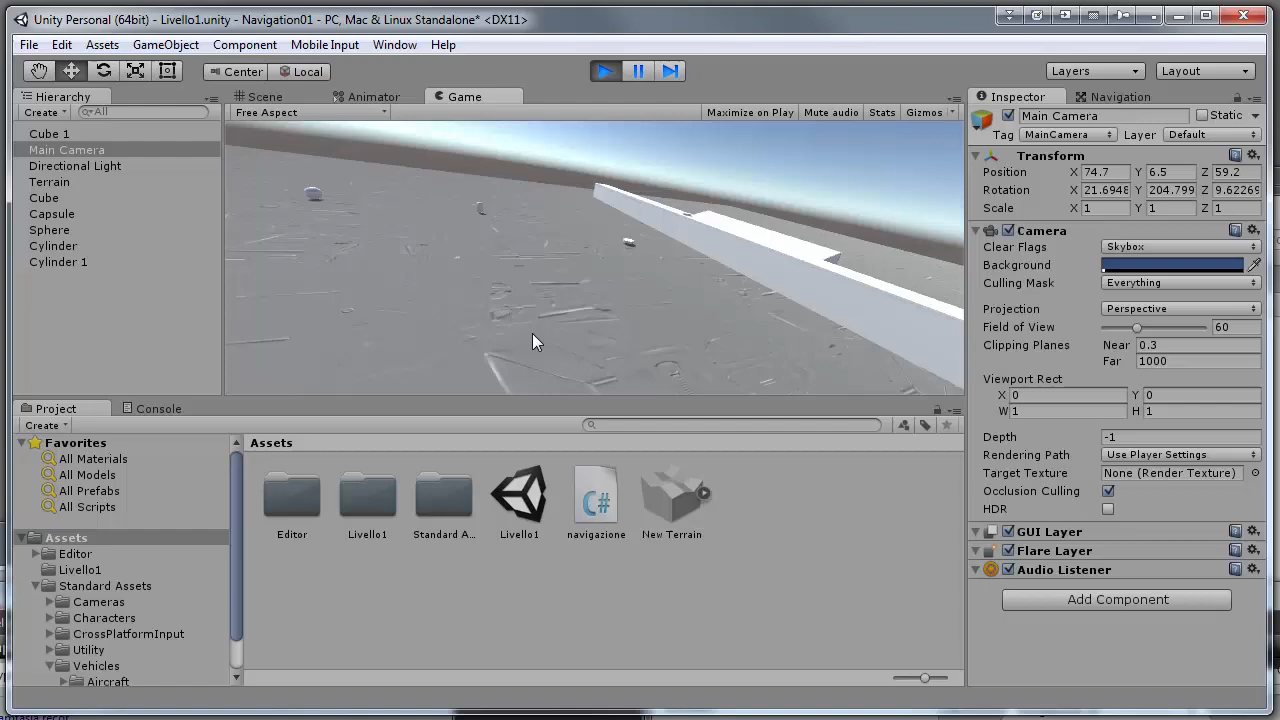 Unity Personal (64bit) - Livello1.unity - Navigation01 - PC, Mac & Linux Standalone* <DX11>
File Edit Assets GameObject Component Mobile Input Window Help
Center Local Layers Layout
Hierarchy
Create All
Cube 1
Main Camera
Directional Light
Terrain
Cube
Capsule
Sphere
Cylinder
Cylinder 1
Scene Animator Game
Free Aspect Maximize on Play Mute audio Stats Gizmos
Inspector Navigation
Main Camera Static
Tag MainCamera Layer Default
Transform
Position X 74.7 Y 6.5 Z 59.2
Rotation X 21.6948 Y 204.799 Z 9.62269
Scale X 1 Y 1 Z 1
Camera
Clear Flags Skybox
Background
Culling Mask Everything
Projection Perspective
Field of View 60
Clipping Planes Near 0.3
Far 1000
Viewport Rect
X 0 Y 0
W 1 H 1
Depth -1
Rendering Path Use Player Settings
Target Texture None (Render Texture)
Occlusion Culling
HDR
GUI Layer
Flare Layer
Audio Listener
Add Component
Project Console
Create
Favorites
All Materials
All Models
All Prefabs
All Scripts
Assets
Editor
Livello1
Standard Assets
Cameras
Characters
CrossPlatformInput
Utility
Vehicles
Aircraft
Assets
C#
Editor Livello1 Standard A... Livello1 navigazione New Terrain